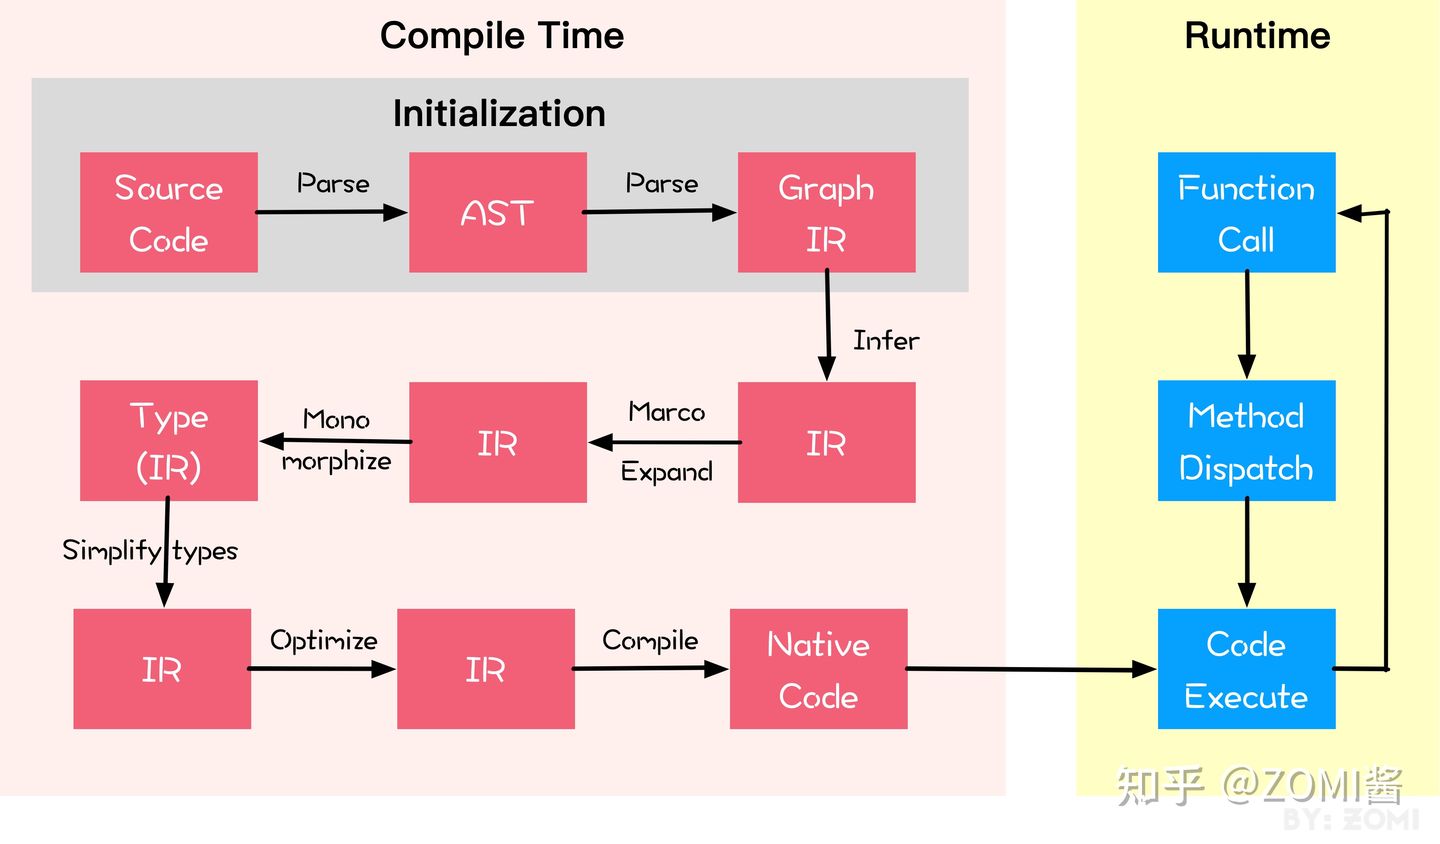 Compile Time
Runtime
Initialization
Source
Code
Parse
AST
Parse
Graph
IR
Function
Call
Infer
Type
(IR)
Mono
morphize
IR
Marco
Expand
IR
Method
Dispatch
Simplify types
IR
Optimize
IR
Compile
Native
Code
Code
Execute
知乎 @ZOMI酱
BY: ZOMI